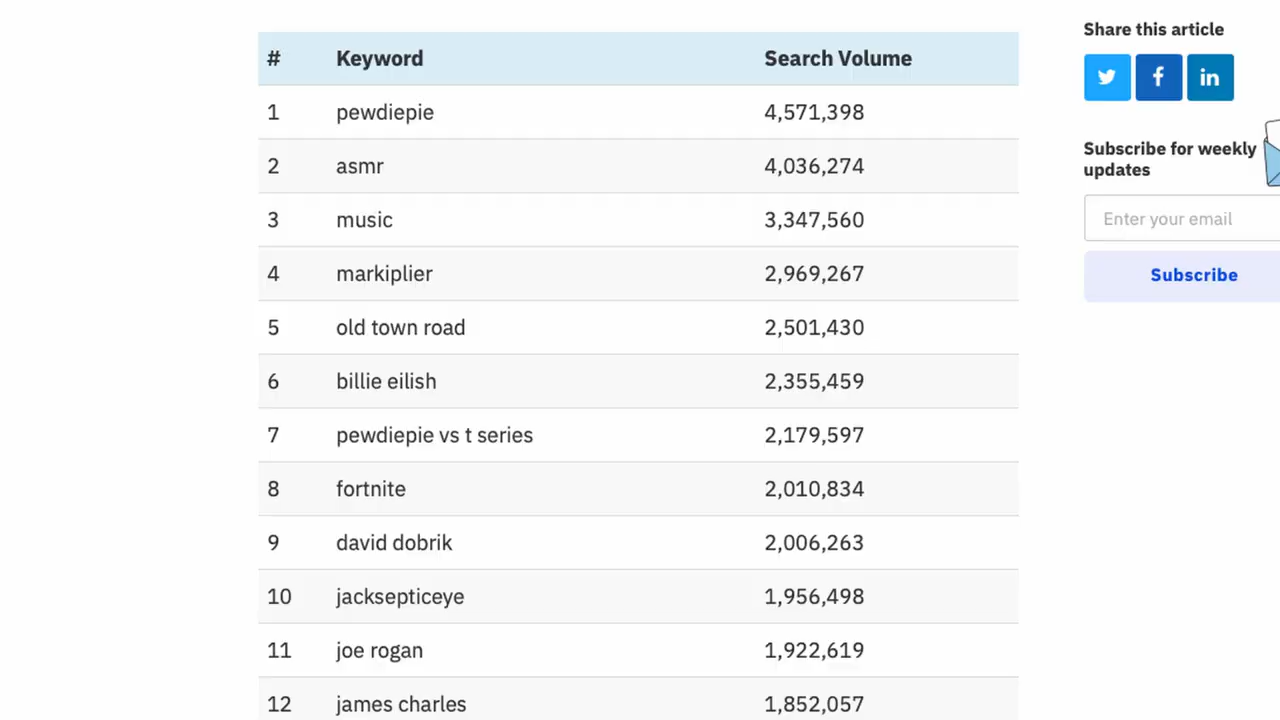 # Keyword Search Volume
1 pewdiepie 4,571,398
2 asmr 4,036,274
3 music 3,347,560
4 markiplier 2,969,267
5 old town road 2,501,430
6 billie eilish 2,355,459
7 pewdiepie vs t series 2,179,597
8 fortnite 2,010,834
9 david dobrik 2,006,263
10 jacksepticeye 1,956,498
11 joe rogan 1,922,619
12 james charles 1,852,057
Share this article
f
in
Subscribe for weekly
updates
Enter your email
Subscribe